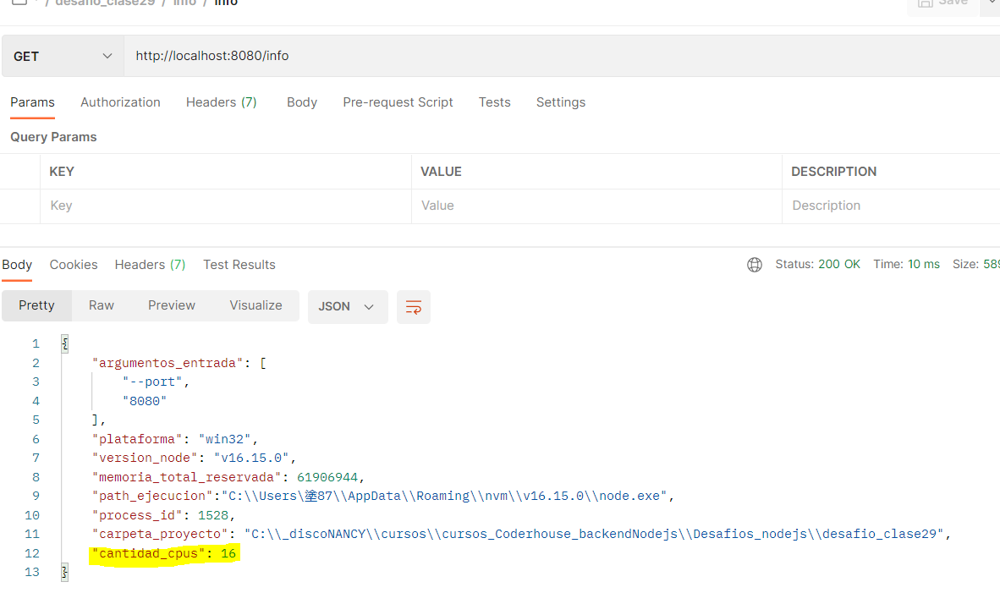 / desafio_clase29 / info / info
Save
GET http://localhost:8080/info
Params Authorization Headers (7) Body Pre-request Script Tests Settings
Query Params
KEY VALUE DESCRIPTION
Key Value Description
Body Cookies Headers (7) Test Results Status: 200 OK Time: 10 ms Size: 589
Pretty Raw Preview Visualize JSON
1 {
2 "argumentos_entrada": [
3 "--port",
4 "8080"
5 ],
6 "plataforma": "win32",
7 "version_node": "v16.15.0",
8 "memoria_total_reservada": 61906944,
9 "path_ejecucion":"C:\\Users\塗87\\AppData\\Roaming\\nvm\\v16.15.0\\node.exe",
10 "process_id": 1528,
11 "carpeta_proyecto": "C:\\_discoNANCY\\cursos\\cursos_Coderhouse_backendNodejs\\Desafios_nodejs\\desafio_clase29",
12 "cantidad_cpus": 16
13 }